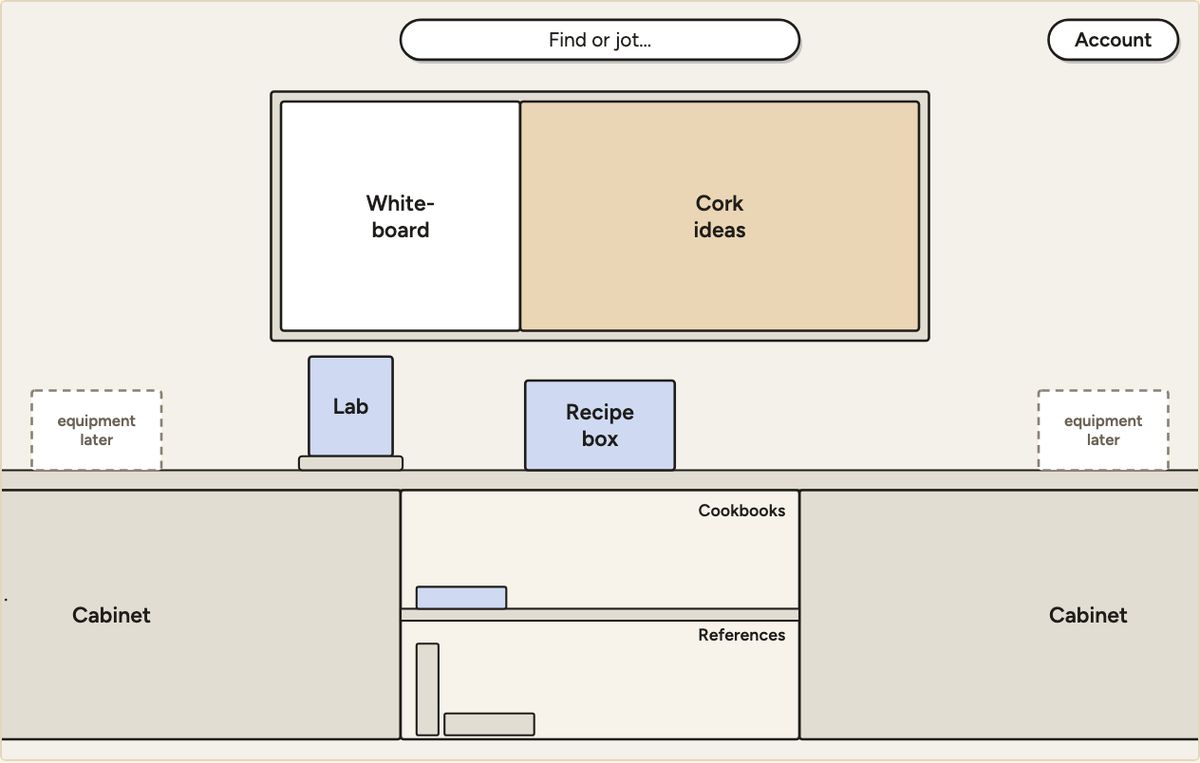 Find or jot...
Account
White-
board
Cork
ideas
Lab
Recipe
box
equipment
later
equipment
later
Cookbooks
Cabinet
Cabinet
References